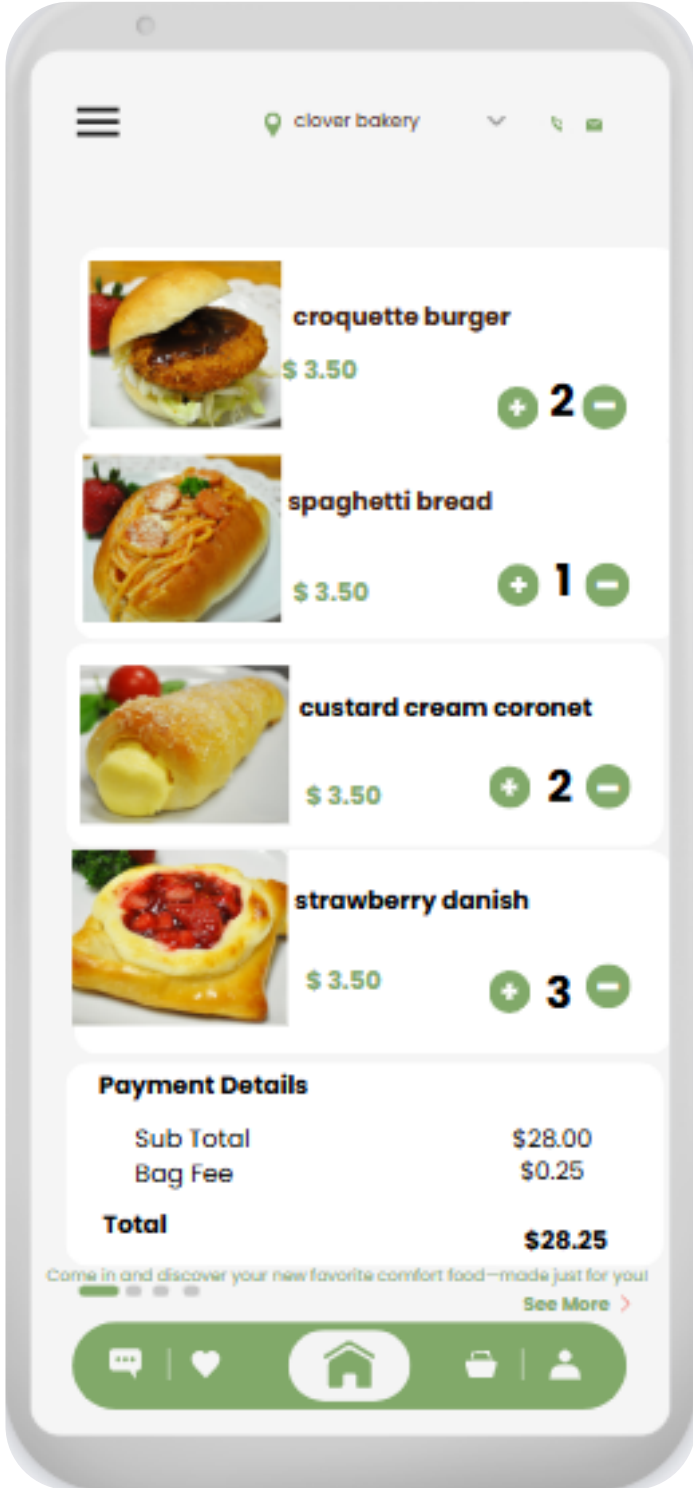 clover bakery
croquette burger
$ 3.50
2
spaghetti bread
$ 3.50
1
custard cream coronet
$ 3.50
2
strawberry danish
$ 3.50
3
Payment Details
Sub Total $28.00
Bag Fee $0.25
Total $28.25
Come in and discover your new favorite comfort food—made just for you!
See More